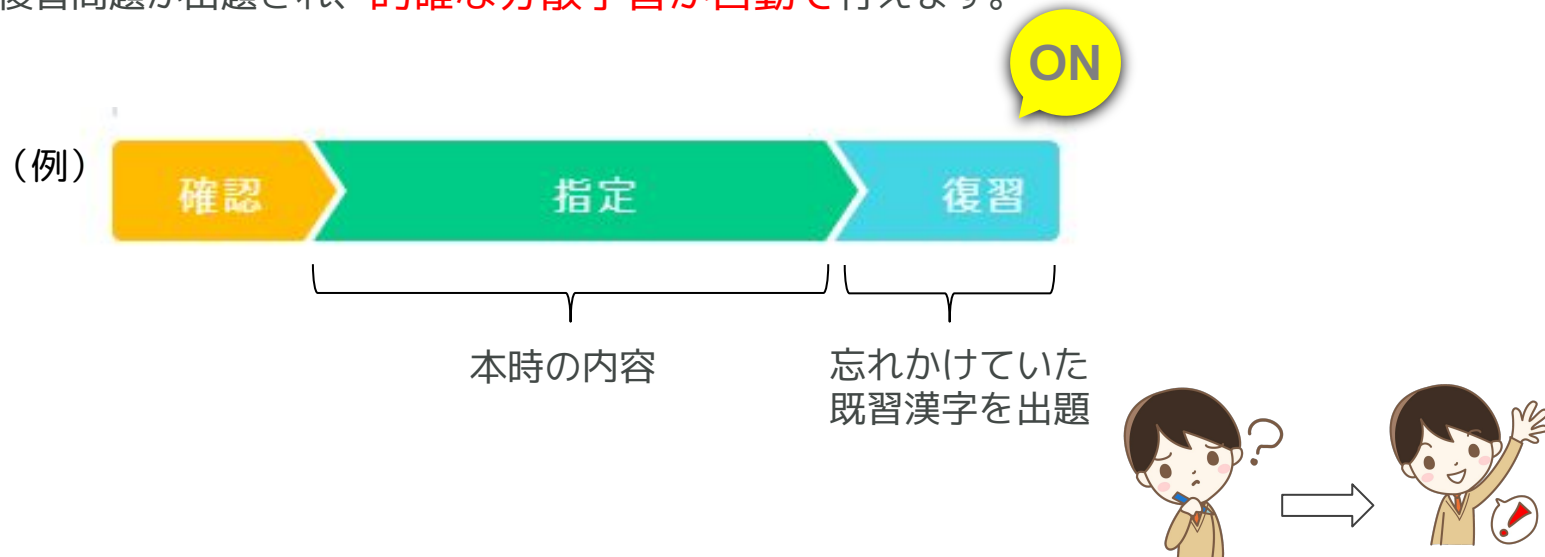 復習問題が出題され、的確な分散学習が自動で行えます。
ON
（例）
確認
指定
復習
本時の内容
忘れかけていた
既習漢字を出題